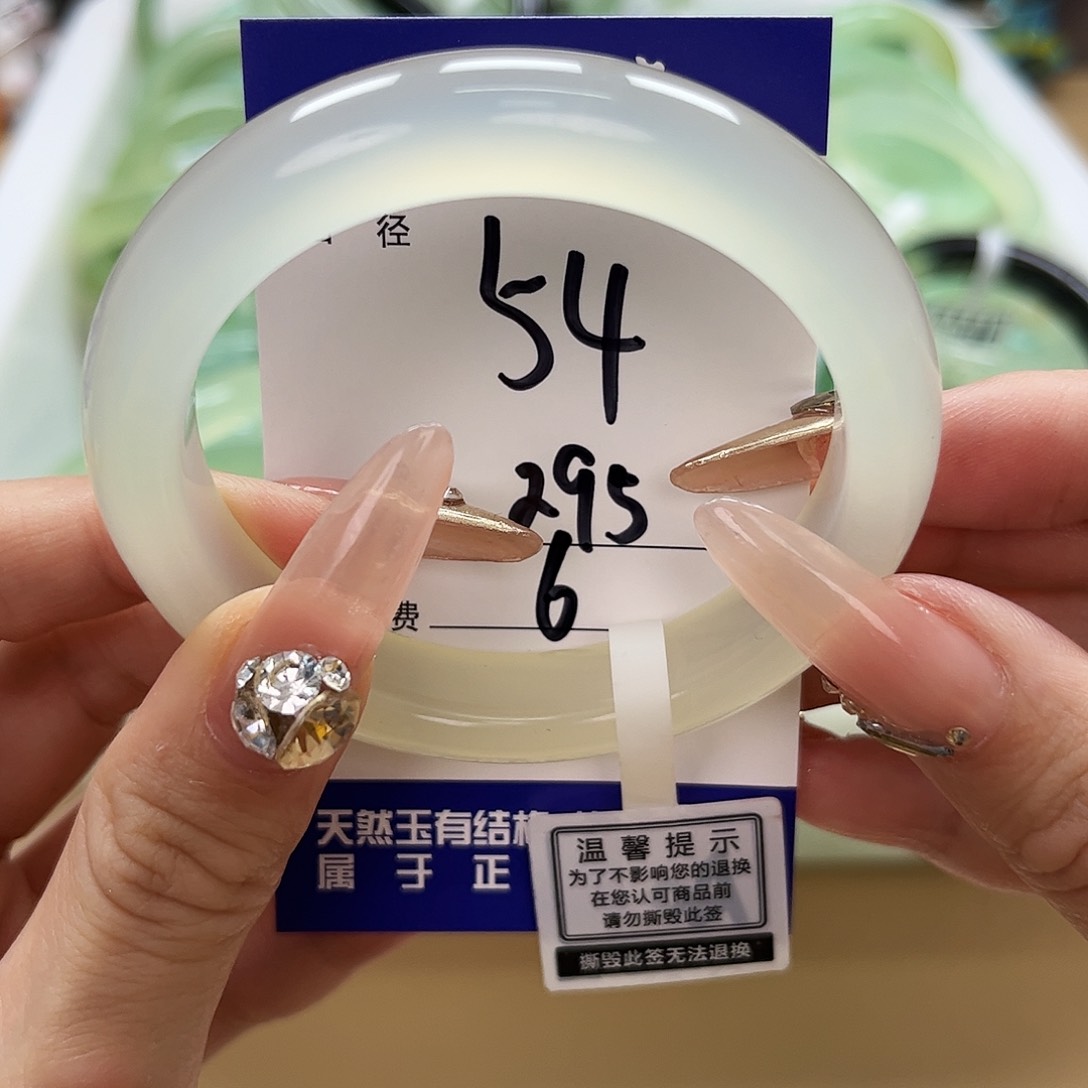 径
54
295
6
费
天然玉有结构
属于正
温馨提示
为了不影响您的退换
在您认可商品前
请勿撕毁此签
撕毁此签无法退换